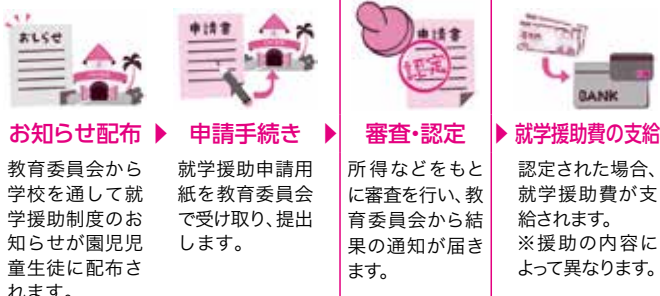 おしらせ
申請書
申請書
認定
BANK
お知らせ配布 ▶ 申請手続き ▶ 審査・認定 ▶ 就学援助費の支給
教育委員会から
学校を通して就
学援助制度のお
知らせが園児児
童生徒に配布さ
れます。
就学援助申請用
紙を教育委員会
で受け取り、提出
します。
所得などをもと
に審査を行い、教
育委員会から結
果の通知が届き
ます。
認定された場合、
就学援助費が支
給されます。
※援助の内容に
よって異なります。